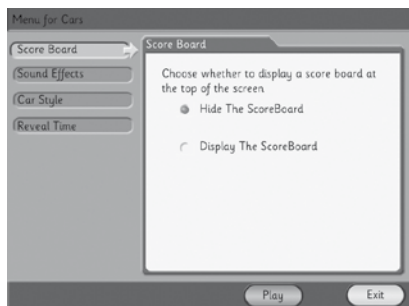 Menu for Cars
Score Board
Sound Effects
Car Style
Reveal Time
Score Board
Choose whether to display a score board at
the top of the screen
Hide The ScoreBoard
Display The ScoreBoard
Play
Exit